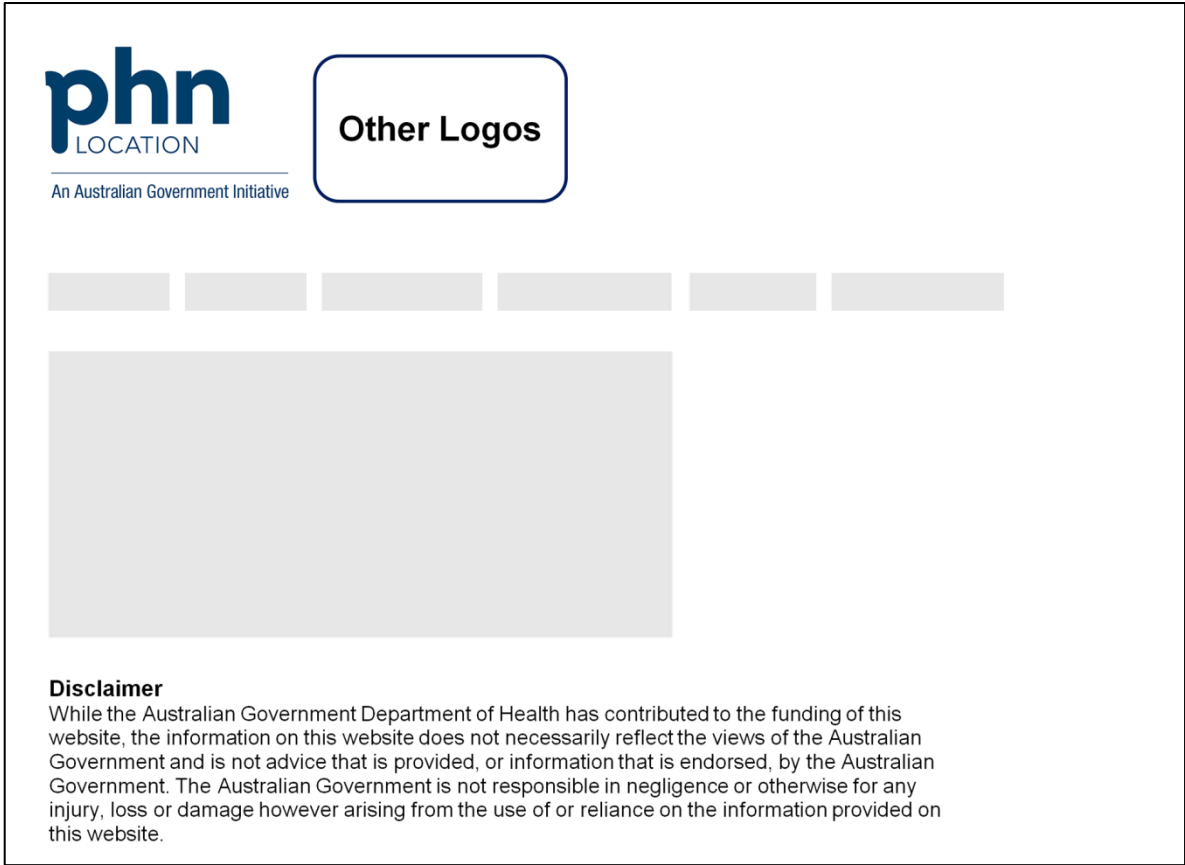 phn
LOCATION
An Australian Government Initiative
Other Logos
Disclaimer
While the Australian Government Department of Health has contributed to the funding of this
website, the information on this website does not necessarily reflect the views of the Australian
Government and is not advice that is provided, or information that is endorsed, by the Australian
Government. The Australian Government is not responsible in negligence or otherwise for any
injury, loss or damage however arising from the use of or reliance on the information provided on
this website.